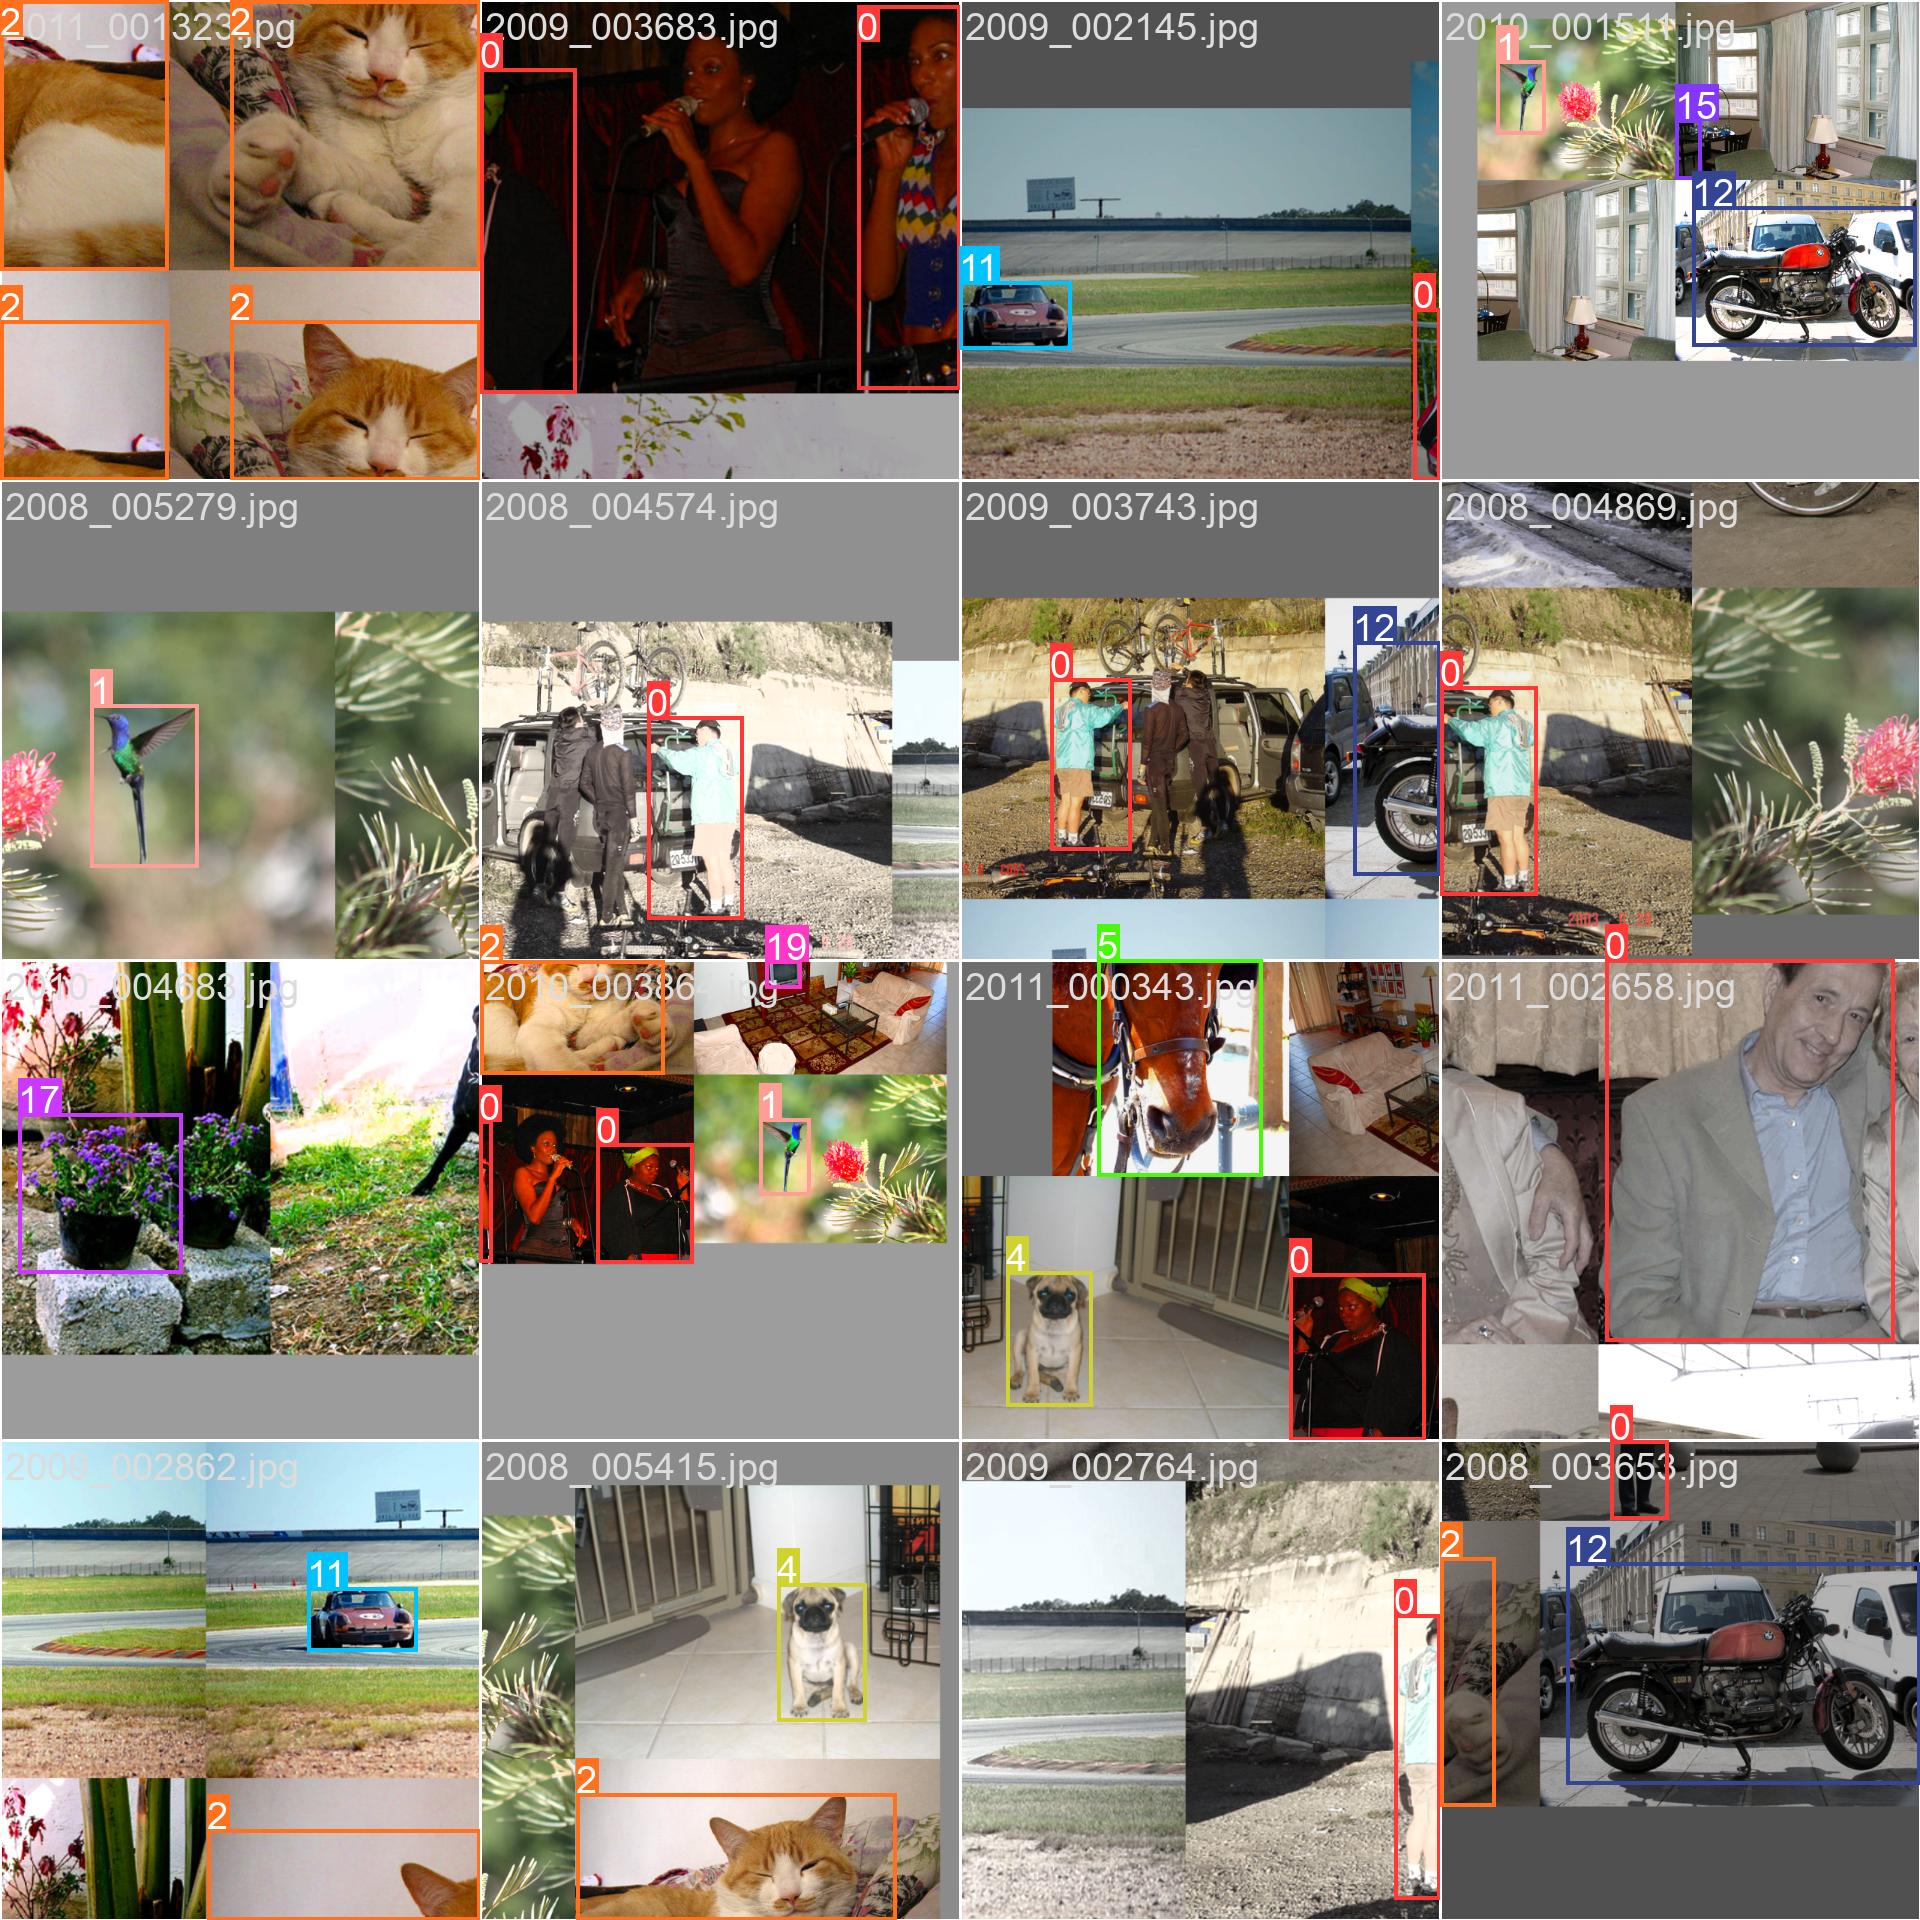 2011_001323.jpg
2
2
2
2
2009_003683.jpg
0
0
2009_002145.jpg
11
0
2010_001511.jpg
1
15
12
2008_005279.jpg
1
2008_004574.jpg
0
2009_003743.jpg
0
12
2008_004869.jpg
0
2010_004683.jpg
17
2010_003864.jpg
2
19
0
0
1
2011_000343.jpg
5
4
0
2011_002658.jpg
0
0
2009_002862.jpg
11
2
2008_005415.jpg
4
2
2009_002764.jpg
0
2008_003653.jpg
2
12